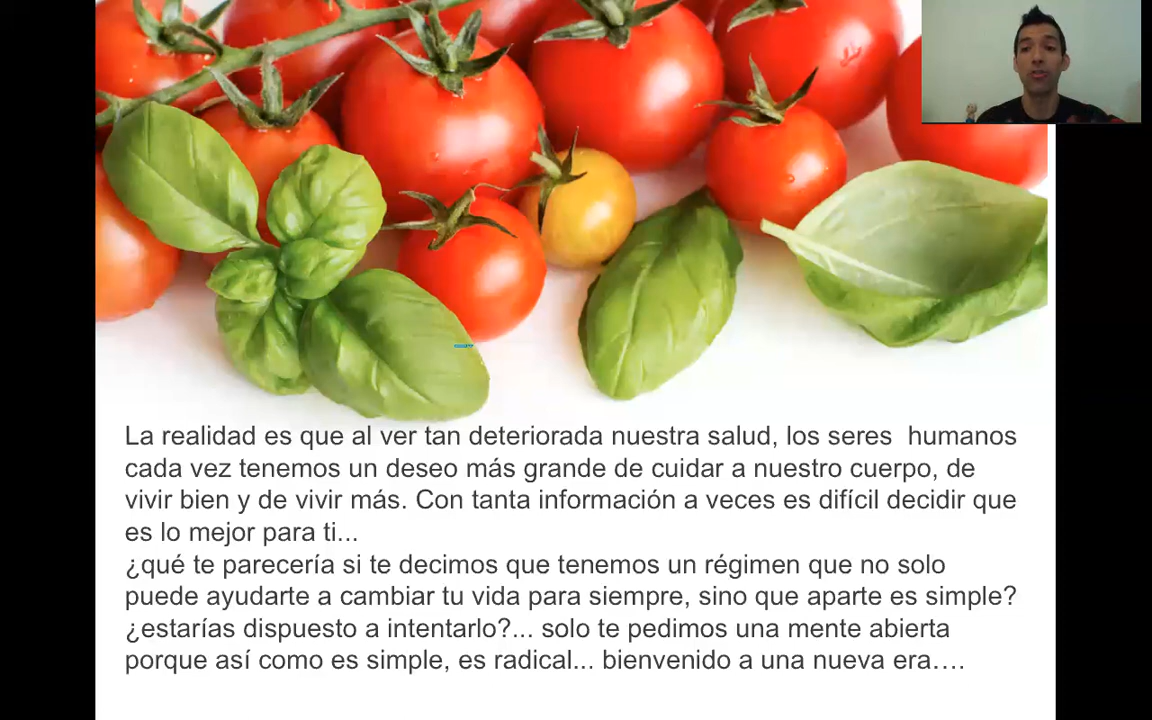 La realidad es que al ver tan deteriorada nuestra salud, los seres  humanos
cada vez tenemos un deseo más grande de cuidar a nuestro cuerpo, de
vivir bien y de vivir más. Con tanta información a veces es difícil decidir que
es lo mejor para ti...
¿qué te parecería si te decimos que tenemos un régimen que no solo
puede ayudarte a cambiar tu vida para siempre, sino que aparte es simple?
¿estarías dispuesto a intentarlo?... solo te pedimos una mente abierta
porque así como es simple, es radical... bienvenido a una nueva era….